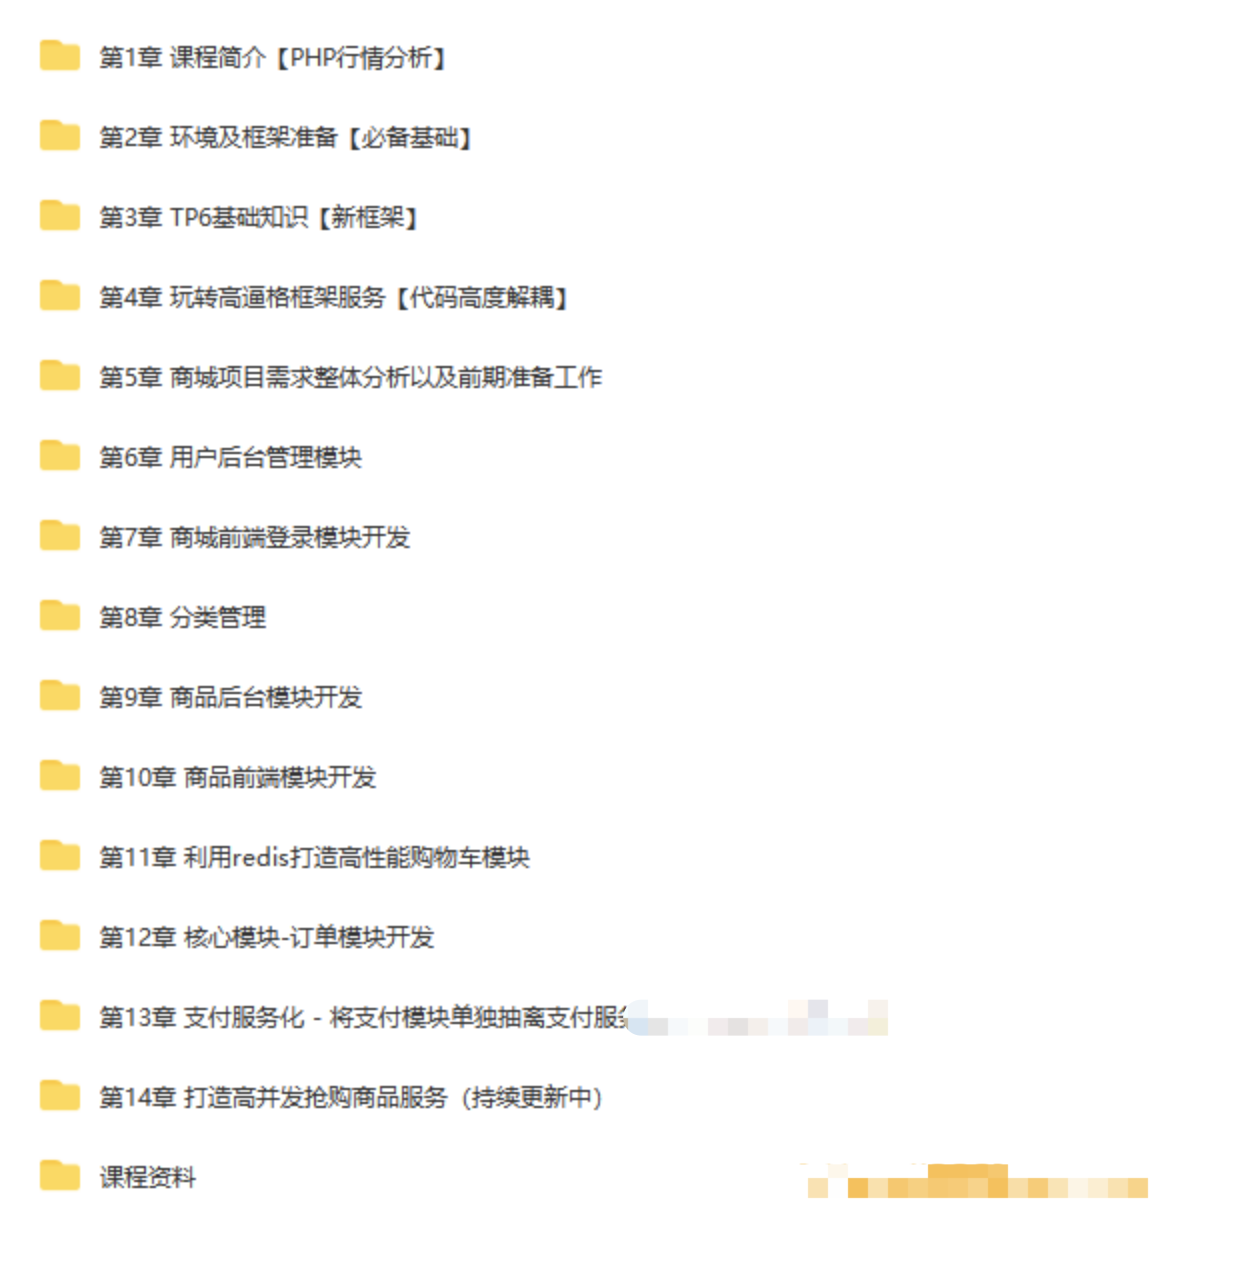 第1章 课程简介【PHP行情分析】
第2章 环境及框架准备【必备基础】
第3章 TP6基础知识【新框架】
第4章 玩转高逼格框架服务【代码高度解耦】
第5章 商城项目需求整体分析以及前期准备工作
第6章 用户后台管理模块
第7章 商城前端登录模块开发
第8章 分类管理
第9章 商品后台模块开发
第10章 商品前端模块开发
第11章 利用redis打造高性能购物车模块
第12章 核心模块-订单模块开发
第13章 支付服务化 - 将支付模块单独抽离支付服务
第14章 打造高并发抢购商品服务（持续更新中）
课程资料